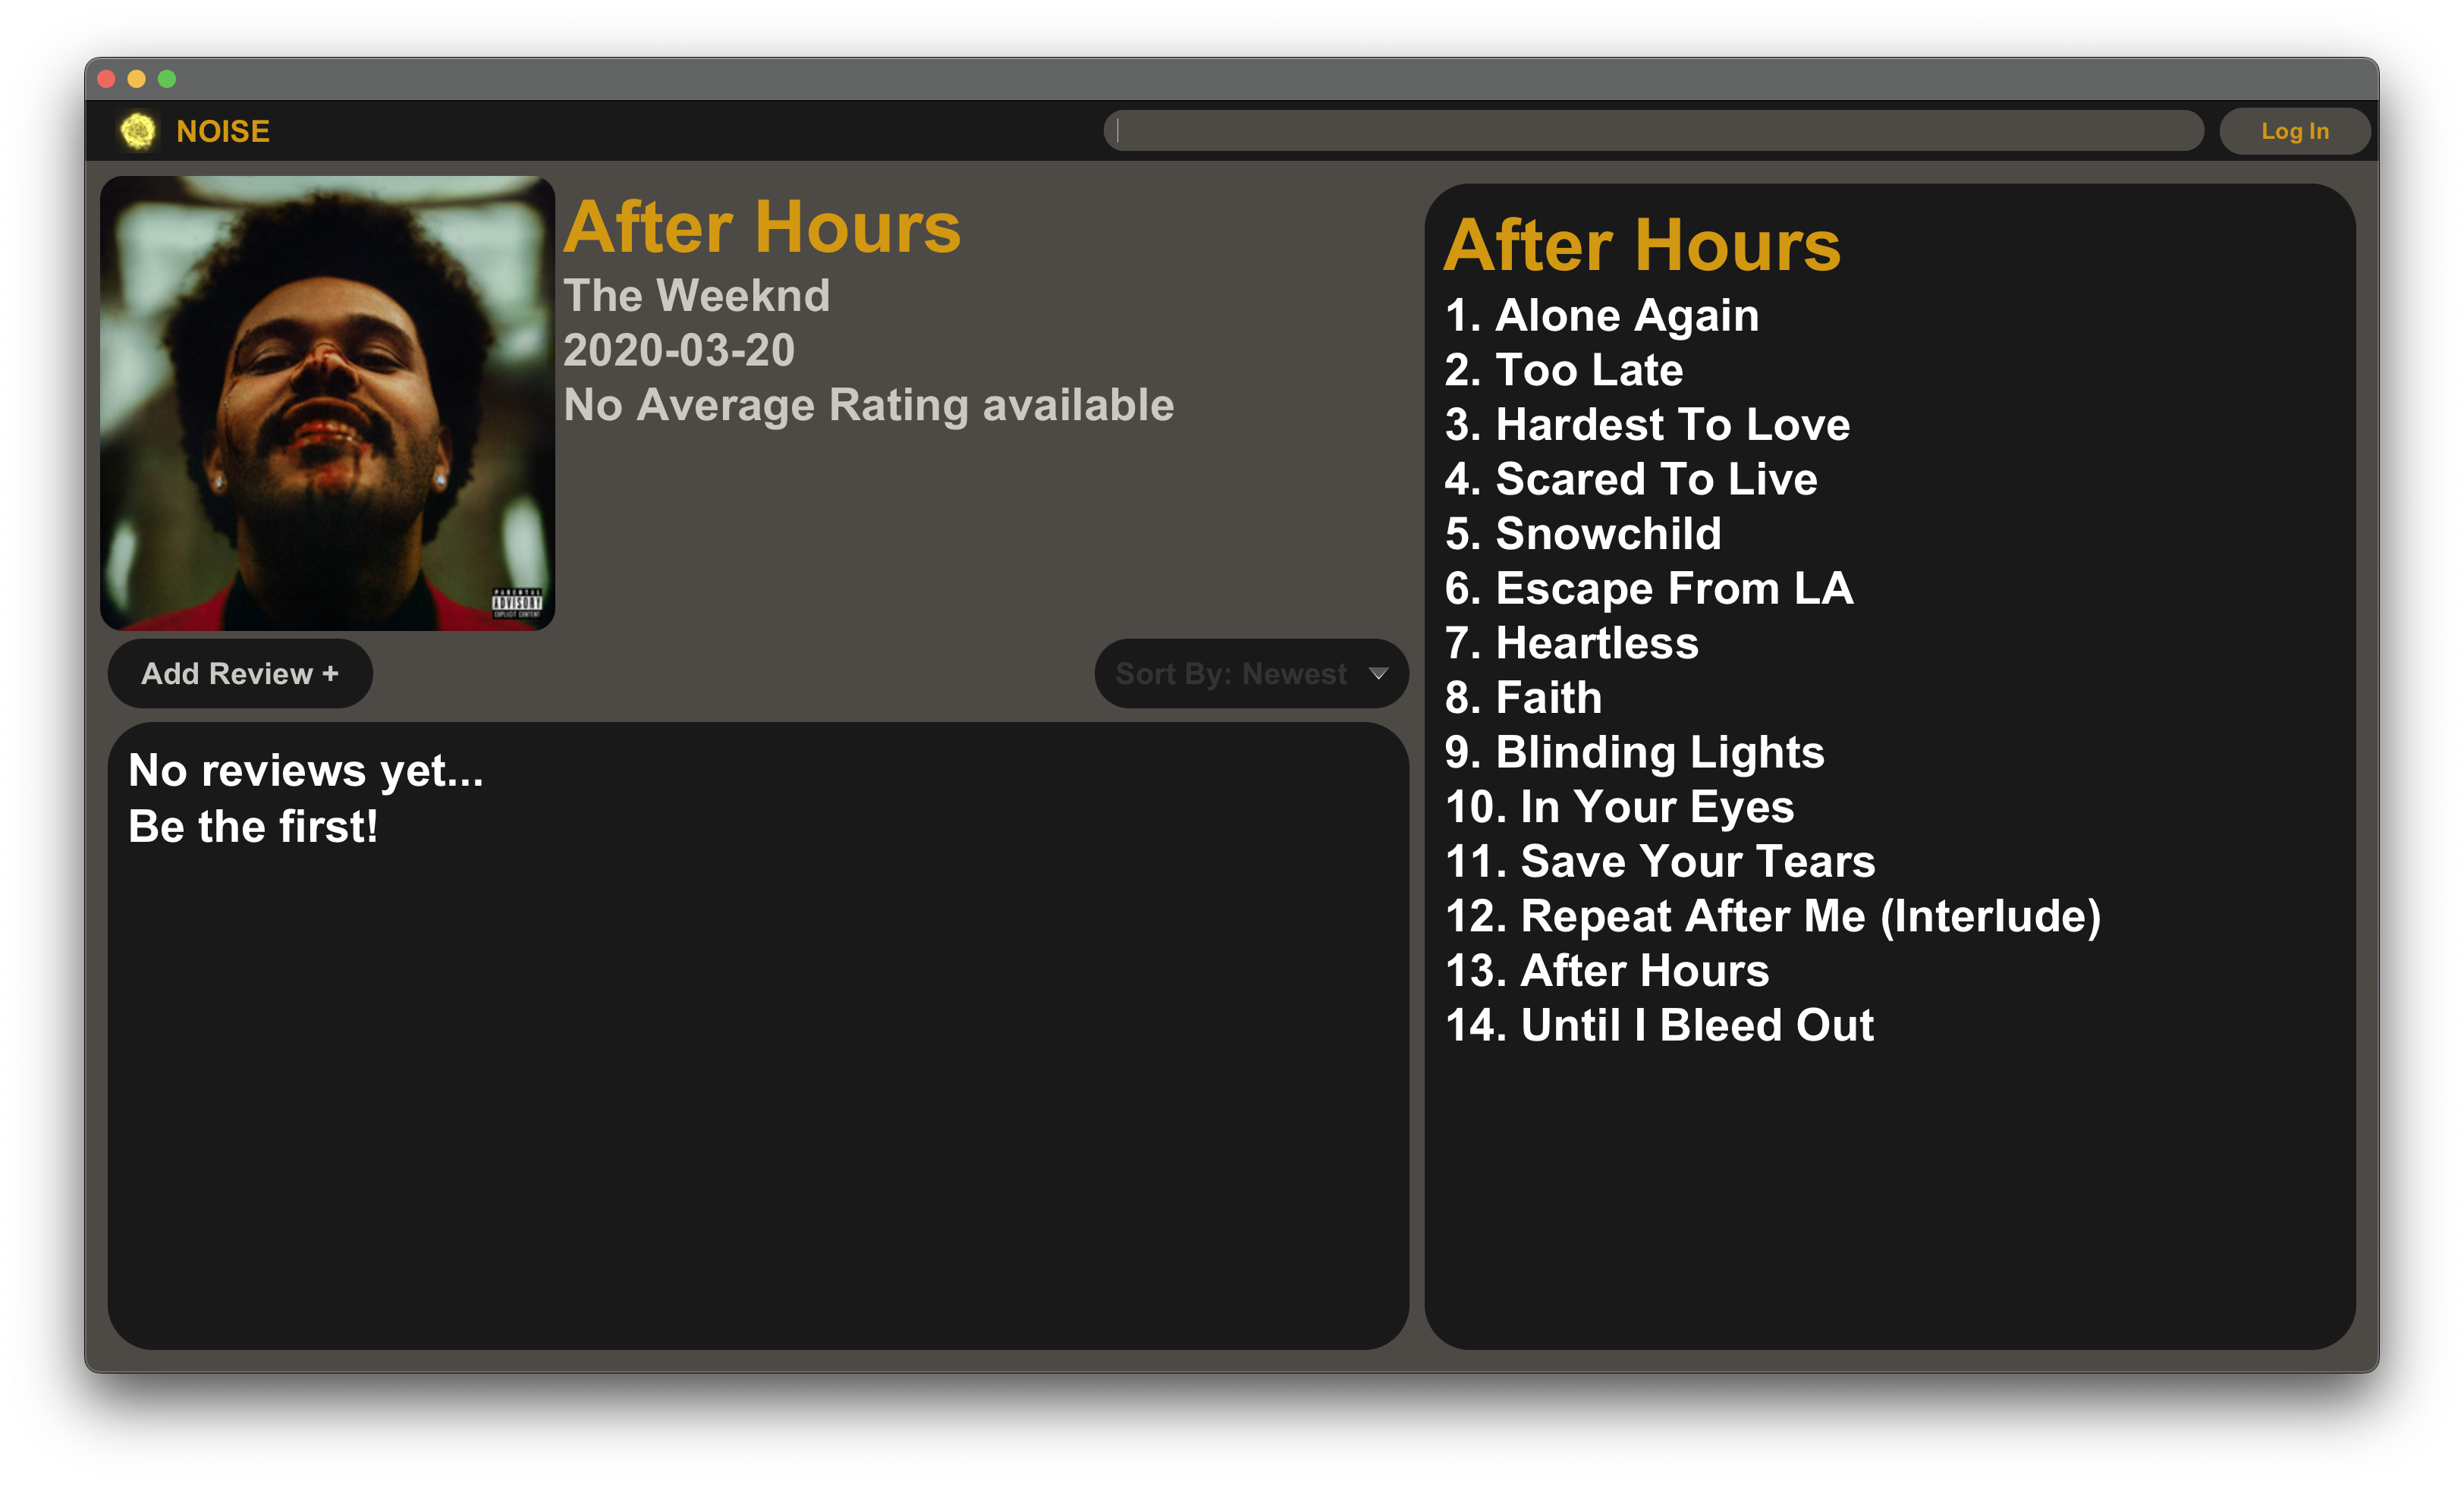 NOISE
Log In
After Hours
The Weeknd
2020-03-20
No Average Rating available
PARENTAL
ADVISORY
EXPLICIT CONTENT
Add Review +
Sort By: Newest
No reviews yet...
Be the first!
After Hours
1. Alone Again
2. Too Late
3. Hardest To Love
4. Scared To Live
5. Snowchild
6. Escape From LA
7. Heartless
8. Faith
9. Blinding Lights
10. In Your Eyes
11. Save Your Tears
12. Repeat After Me (Interlude)
13. After Hours
14. Until I Bleed Out